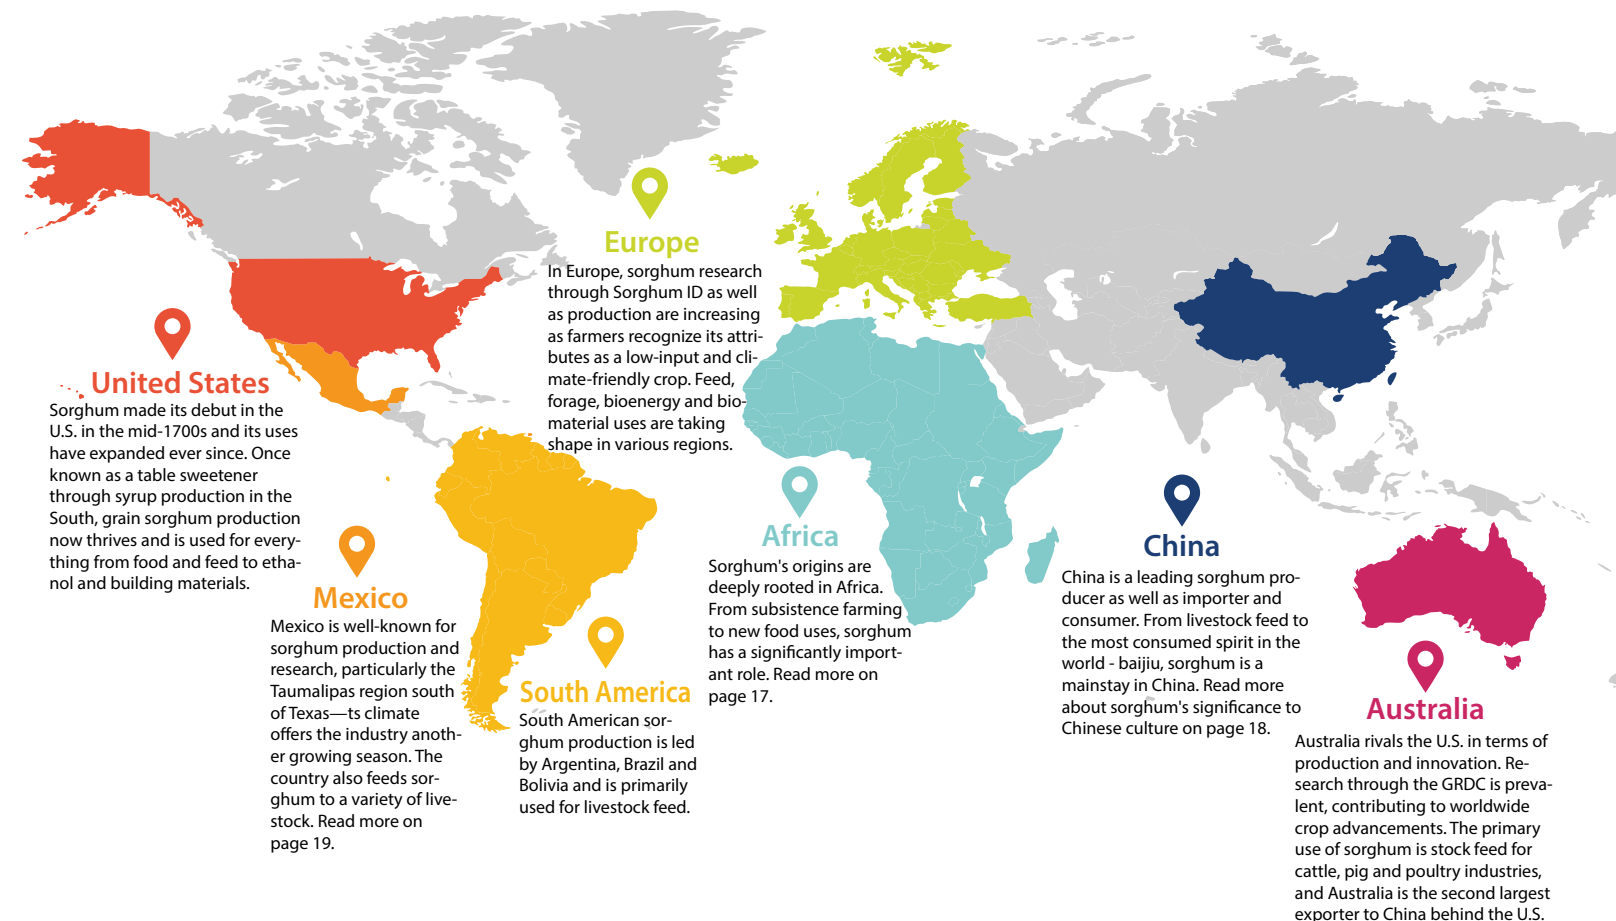 Europe
In Europe, sorghum research
through Sorghum ID as well
as production are increasing
as farmers recognize its attri-
butes as a low-input and cli-
mate-friendly crop. Feed,
forage, bioenergy and bio-
material uses are taking
shape in various regions.
United States
Sorghum made its debut in the
U.S. in the mid-1700s and its uses
have expanded ever since. Once
known as a table sweetener
through syrup production in the
South, grain sorghum production
now thrives and is used for every-
thing from food and feed to etha-
nol and building materials.
Mexico
Mexico is well-known for
sorghum production and
research, particularly the
Taumalipas region south
of Texas—ts climate
offers the industry anoth-
er growing season. The
country also feeds sor-
ghum to a variety of live-
stock. Read more on
page 19.
South America
South American sor-
ghum production is led
by Argentina, Brazil and
Bolivia and is primarily
used for livestock feed.
Africa
Sorghum's origins are
deeply rooted in Africa.
From subsistence farming
to new food uses, sorghum
has a significantly import-
ant role. Read more on
page 17.
China
China is a leading sorghum pro-
ducer as well as importer and
consumer. From livestock feed to
the most consumed spirit in the
world - baijiu, sorghum is a
mainstay in China. Read more
about sorghum's significance to
Chinese culture on page 18.
Australia
Australia rivals the U.S. in terms of
production and innovation. Re-
search through the GRDC is preva-
lent, contributing to worldwide
crop advancements. The primary
use of sorghum is stock feed for
cattle, pig and poultry industries,
and Australia is the second largest
exporter to China behind the U.S.